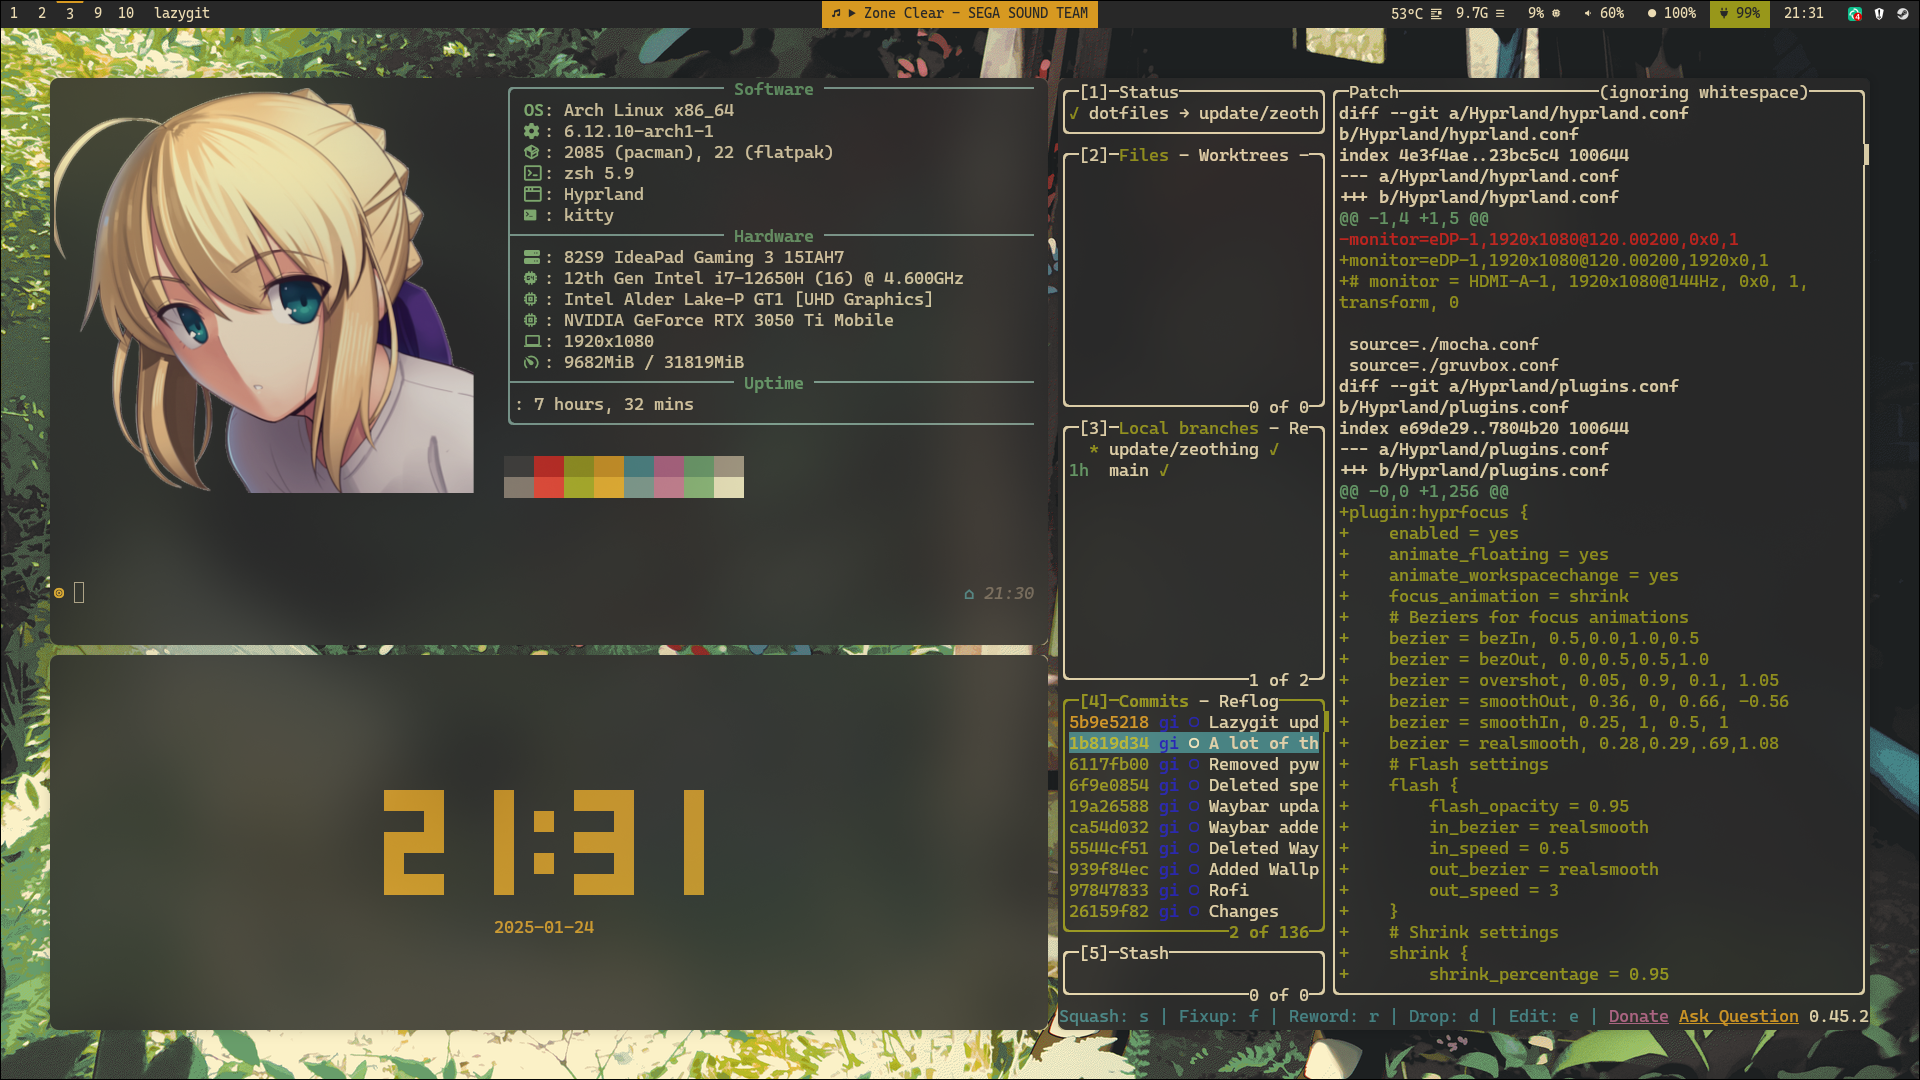 1 2 3 9 10 lazygit
Zone Clear - SEGA SOUND TEAM
53°C 9.7G 9% 60% 100% 99% 21:31 4
Software
OS: Arch Linux x86_64
: 6.12.10-arch1-1
: 2085 (pacman), 22 (flatpak)
: zsh 5.9
: Hyprland
: kitty
Hardware
: 82S9 IdeaPad Gaming 3 15IAH7
: 12th Gen Intel i7-12650H (16) @ 4.600GHz
: Intel Alder Lake-P GT1 [UHD Graphics]
: NVIDIA GeForce RTX 3050 Ti Mobile
: 1920x1080
: 9682MiB / 31819MiB
Uptime
: 7 hours, 32 mins
21:30
21:31
2025-01-24
[1]-Status
✓ dotfiles → update/zeoth
[2]-Files - Worktrees -
0 of 0
[3]-Local branches - Re
* update/zeothing ✓
1h main ✓
1 of 2
[4]-Commits - Reflog
5b9e5218 gi Lazygit upd
1b819d34 gi A lot of th
6117fb00 gi Removed pyw
6f9e0854 gi Deleted spe
19a26588 gi Waybar upda
ca54d032 gi Waybar adde
5544cf51 gi Deleted Way
939f84ec gi Added Wallp
97847833 gi Rofi
26159f82 gi Changes
2 of 136
[5]-Stash
0 of 0
Patch (ignoring whitespace)
diff --git a/Hyprland/hyprland.conf
b/Hyprland/hyprland.conf
index 4e3f4ae..23bc5c4 100644
--- a/Hyprland/hyprland.conf
+++ b/Hyprland/hyprland.conf
@@ -1,4 +1,5 @@
-monitor=eDP-1,1920x1080@120.00200,0x0,1
+monitor=eDP-1,1920x1080@120.00200,1920x0,1
+# monitor = HDMI-A-1, 1920x1080@144Hz, 0x0, 1,
transform, 0
source=./mocha.conf
source=./gruvbox.conf
diff --git a/Hyprland/plugins.conf
b/Hyprland/plugins.conf
index e69de29..7804b20 100644
--- a/Hyprland/plugins.conf
+++ b/Hyprland/plugins.conf
@@ -0,0 +1,256 @@
+plugin:hyprfocus {
+    enabled = yes
+    animate_floating = yes
+    animate_workspacechange = yes
+    focus_animation = shrink
+    # Beziers for focus animations
+    bezier = bezIn, 0.5,0.0,1.0,0.5
+    bezier = bezOut, 0.0,0.5,0.5,1.0
+    bezier = overshot, 0.05, 0.9, 0.1, 1.05
+    bezier = smoothOut, 0.36, 0, 0.66, -0.56
+    bezier = smoothIn, 0.25, 1, 0.5, 1
+    bezier = realsmooth, 0.28,0.29,.69,1.08
+    # Flash settings
+    flash {
+        flash_opacity = 0.95
+        in_bezier = realsmooth
+        in_speed = 0.5
+        out_bezier = realsmooth
+        out_speed = 3
+    }
+    # Shrink settings
+    shrink {
+        shrink_percentage = 0.95
Squash: s | Fixup: f | Reword: r | Drop: d | Edit: e | Donate Ask Question 0.45.2